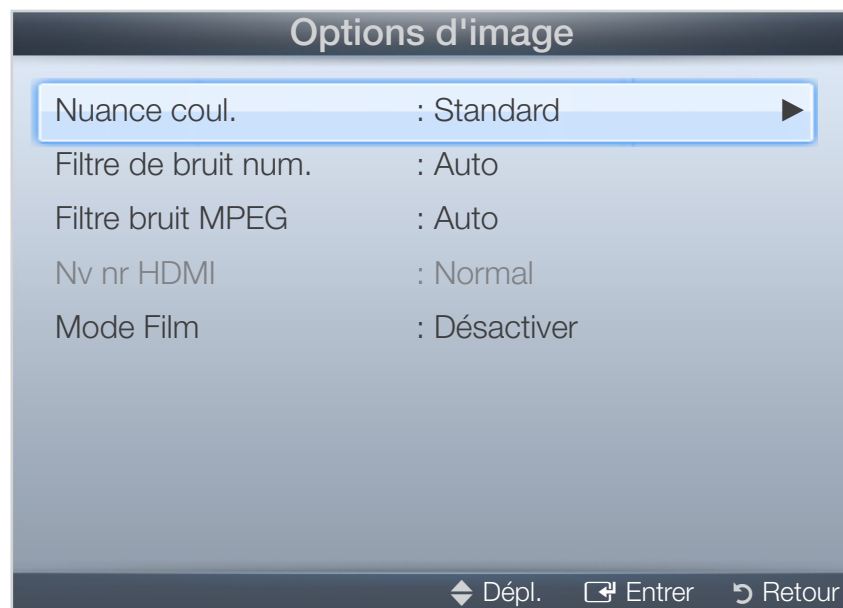 Options d'image
Nuance coul. : Standard ▶
Filtre de bruit num. : Auto
Filtre bruit MPEG : Auto
Nv nr HDMI : Normal
Mode Film : Désactiver
Dépl. Entrer Retour